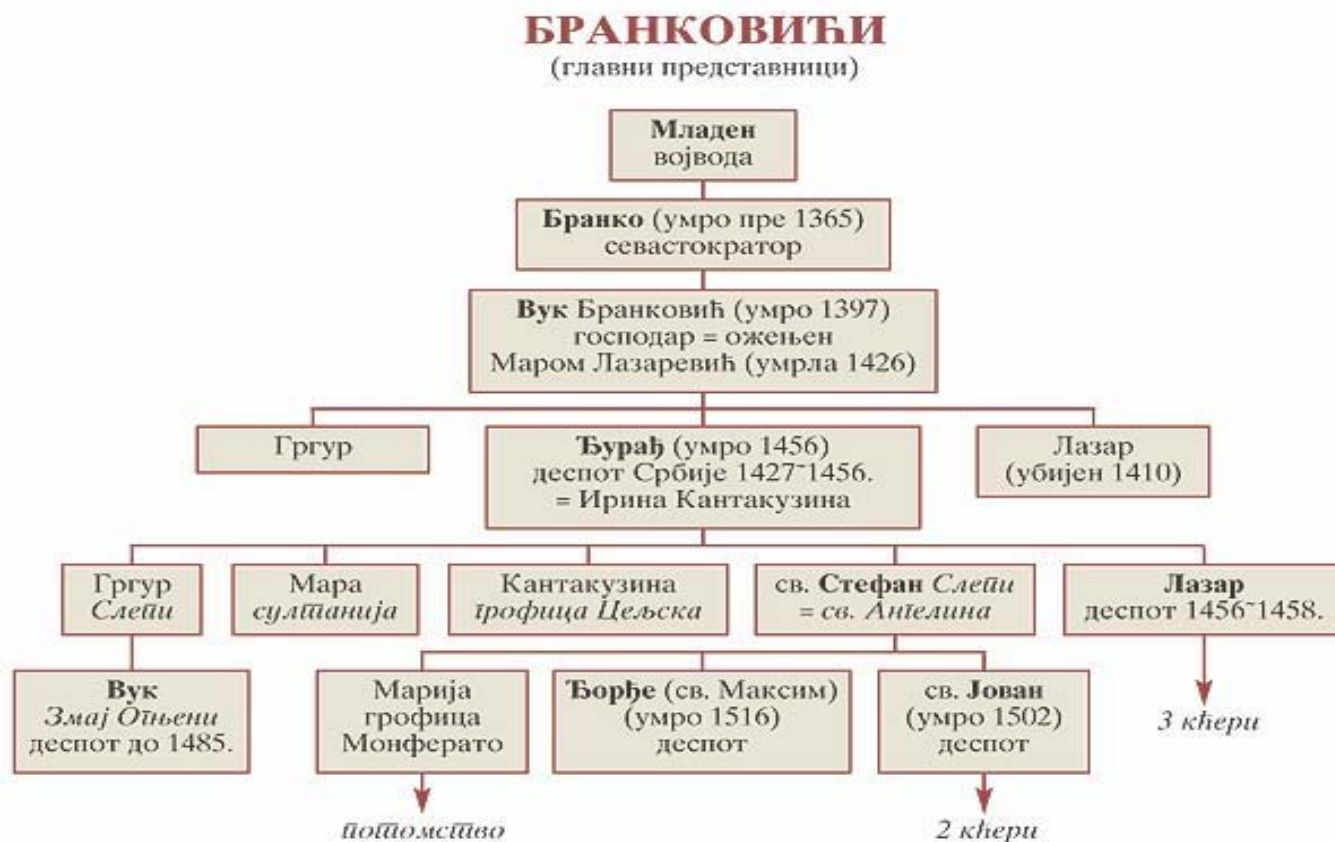 БРАНКОВИЋИ
(главни представници)
Младен
војвода
Бранко (умро пре 1365)
севастократор
Вук Бранковић (умро 1397)
господар = ожењен
Маром Лазаревић (умрла 1426)
Гргур
Ђурађ (умро 1456)
деспот Србије 1427-1456.
= Ирина Кантакузина
Лазар
(убијен 1410)
Гргур
Слепи
Мара
султанија
Кантакузина
грофица Цељска
св. Стефан Слепи
= св. Ангелина
Лазар
деспот 1456-1458.
Вук
Змај Огњени
деспот до 1485.
Марија
грофица
Монферато
Ђорђе (св. Максим)
(умро 1516)
деспот
св. Јован
(умро 1502)
деспот
3 кћери
потомство
2 кћери